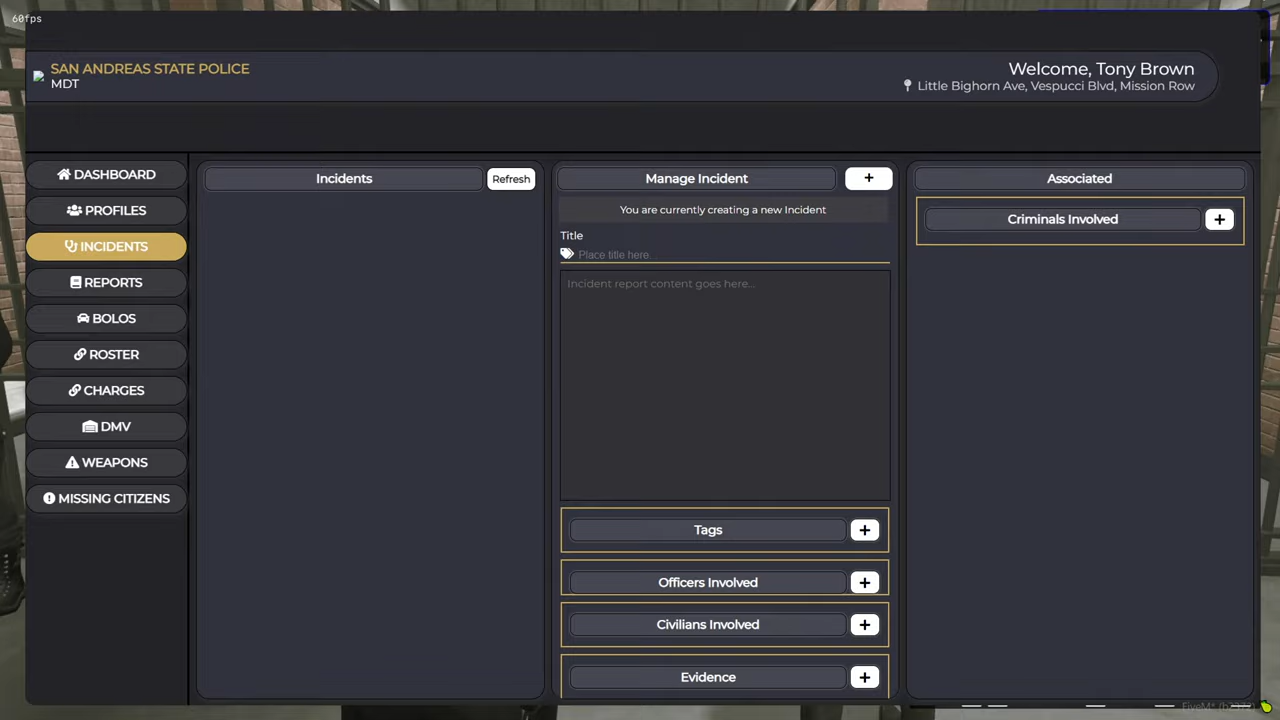 60fps
SAN ANDREAS STATE POLICE
MDT
Welcome, Tony Brown
Little Bighorn Ave, Vespucci Blvd, Mission Row
DASHBOARD
PROFILES
INCIDENTS
REPORTS
BOLOS
ROSTER
CHARGES
DMV
WEAPONS
MISSING CITIZENS
Incidents
Refresh
Manage Incident
+
You are currently creating a new Incident
Title
Place title here...
Incident report content goes here...
Tags
+
Officers Involved
+
Civilians Involved
+
Evidence
+
Associated
Criminals Involved
+